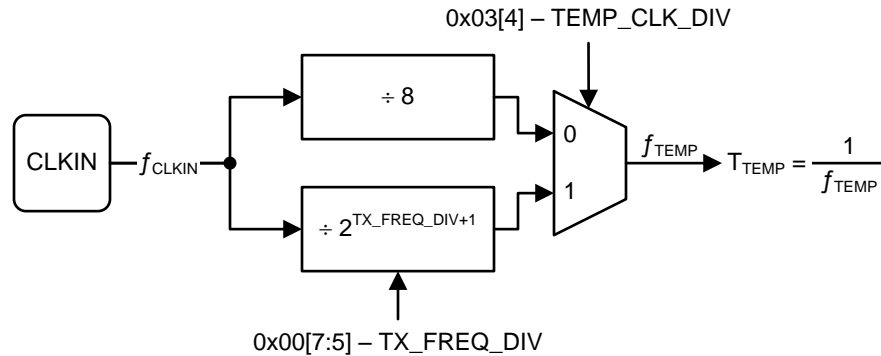 0x03[4] – TEMP_CLK_DIV
÷ 8
0
CLKIN
fCLKIN
fTEMP
TTEMP = 1
fTEMP
1
÷ 2TX_FREQ_DIV+1
0x00[7:5] – TX_FREQ_DIV